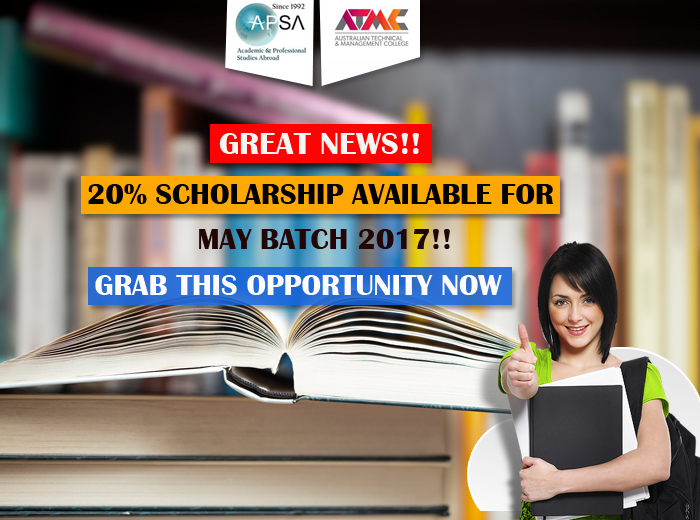 Since 1992
APSA
Academic & Professional
Studies Abroad
ATMC
AUSTRALIAN TECHNICAL
& MANAGEMENT COLLEGE
GREAT NEWS!!
20% SCHOLARSHIP AVAILABLE FOR
MAY BATCH 2017!!
GRAB THIS OPPORTUNITY NOW